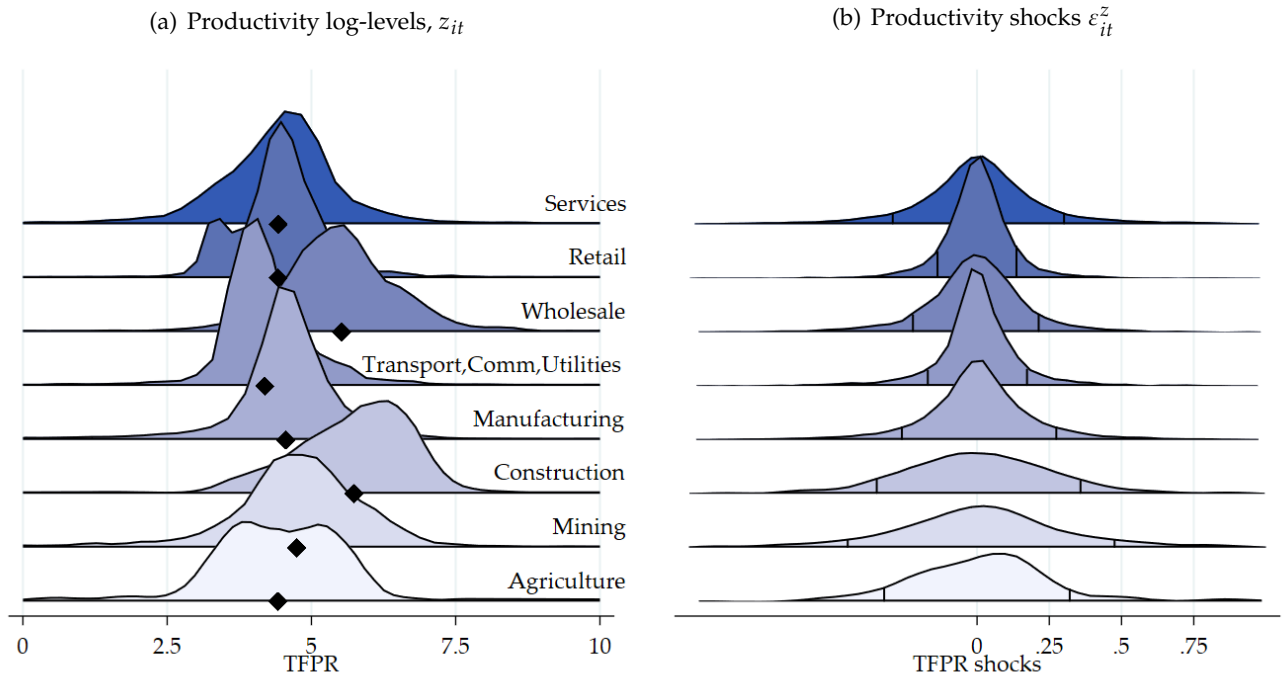 (a) Productivity log-levels, z_it
Services
Retail
Wholesale
Transport,Comm,Utilities
Manufacturing
Construction
Mining
Agriculture
0 2.5 5 7.5 10
TFPR
(b) Productivity shocks ε^z_it
0 .25 .5 .75
TFPR shocks